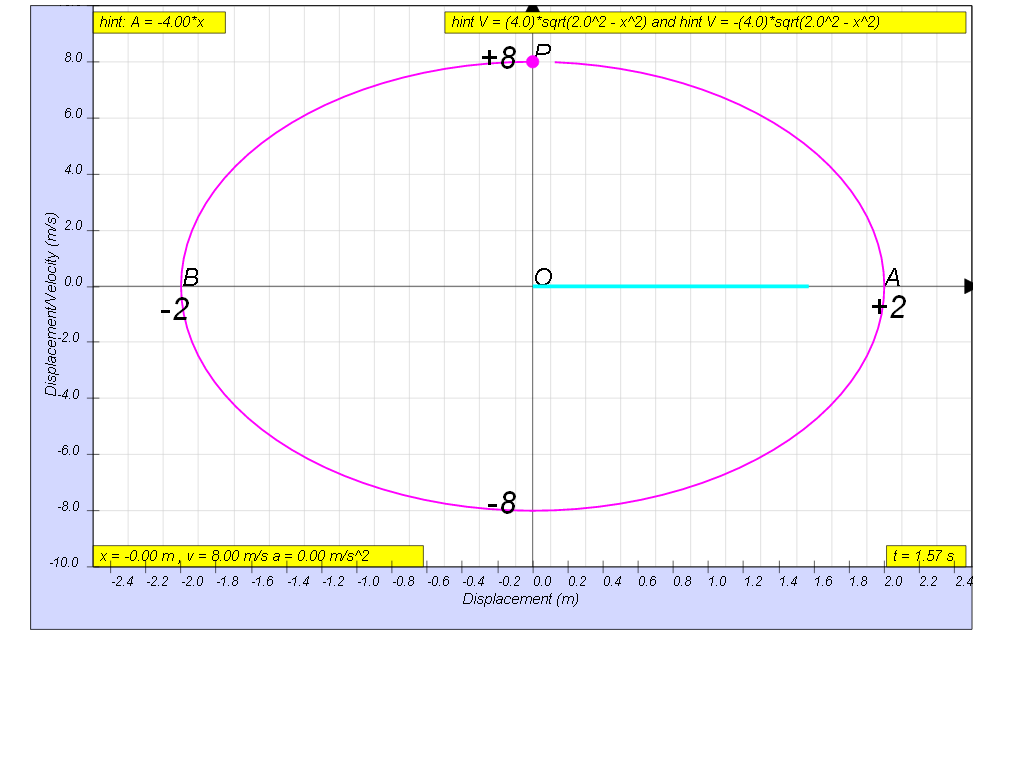 hint: A = -4.00*x
hint V = (4.0)*sqrt(2.0^2 - x^2) and hint V = -(4.0)*sqrt(2.0^2 - x^2)
+8
P
8.0
6.0
4.0
2.0
0.0
-2.0
-4.0
-6.0
-8.0
-10.0
Displacement/Velocity (m/s)
B
-2
O
A
+2
-8
x = -0.00 m , v = 8.00 m/s a = 0.00 m/s^2
t = 1.57 s
-2.4 -2.2 -2.0 -1.8 -1.6 -1.4 -1.2 -1.0 -0.8 -0.6 -0.4 -0.2 0.0 0.2 0.4 0.6 0.8 1.0 1.2 1.4 1.6 1.8 2.0 2.2 2.4
Displacement (m)